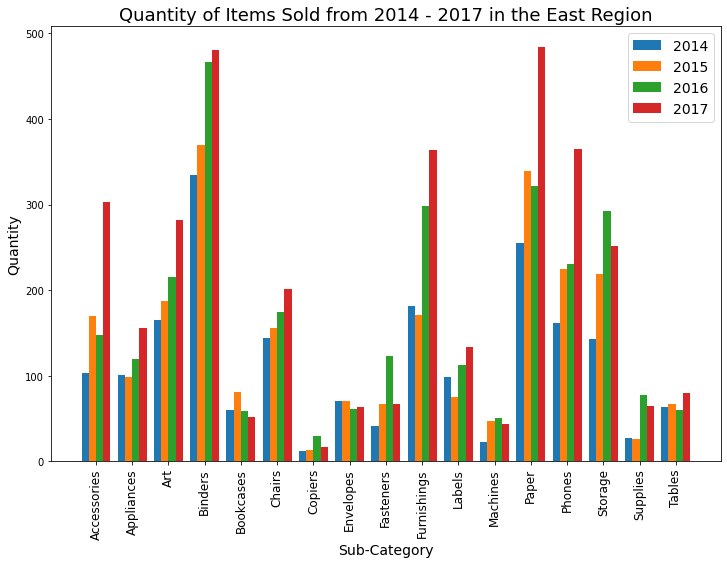 Quantity of Items Sold from 2014 - 2017 in the East Region
500
400
300
200
100
0
Quantity
2014
2015
2016
2017
Accessories
Appliances
Art
Binders
Bookcases
Chairs
Copiers
Envelopes
Fasteners
Furnishings
Labels
Machines
Paper
Phones
Storage
Supplies
Tables
Sub-Category